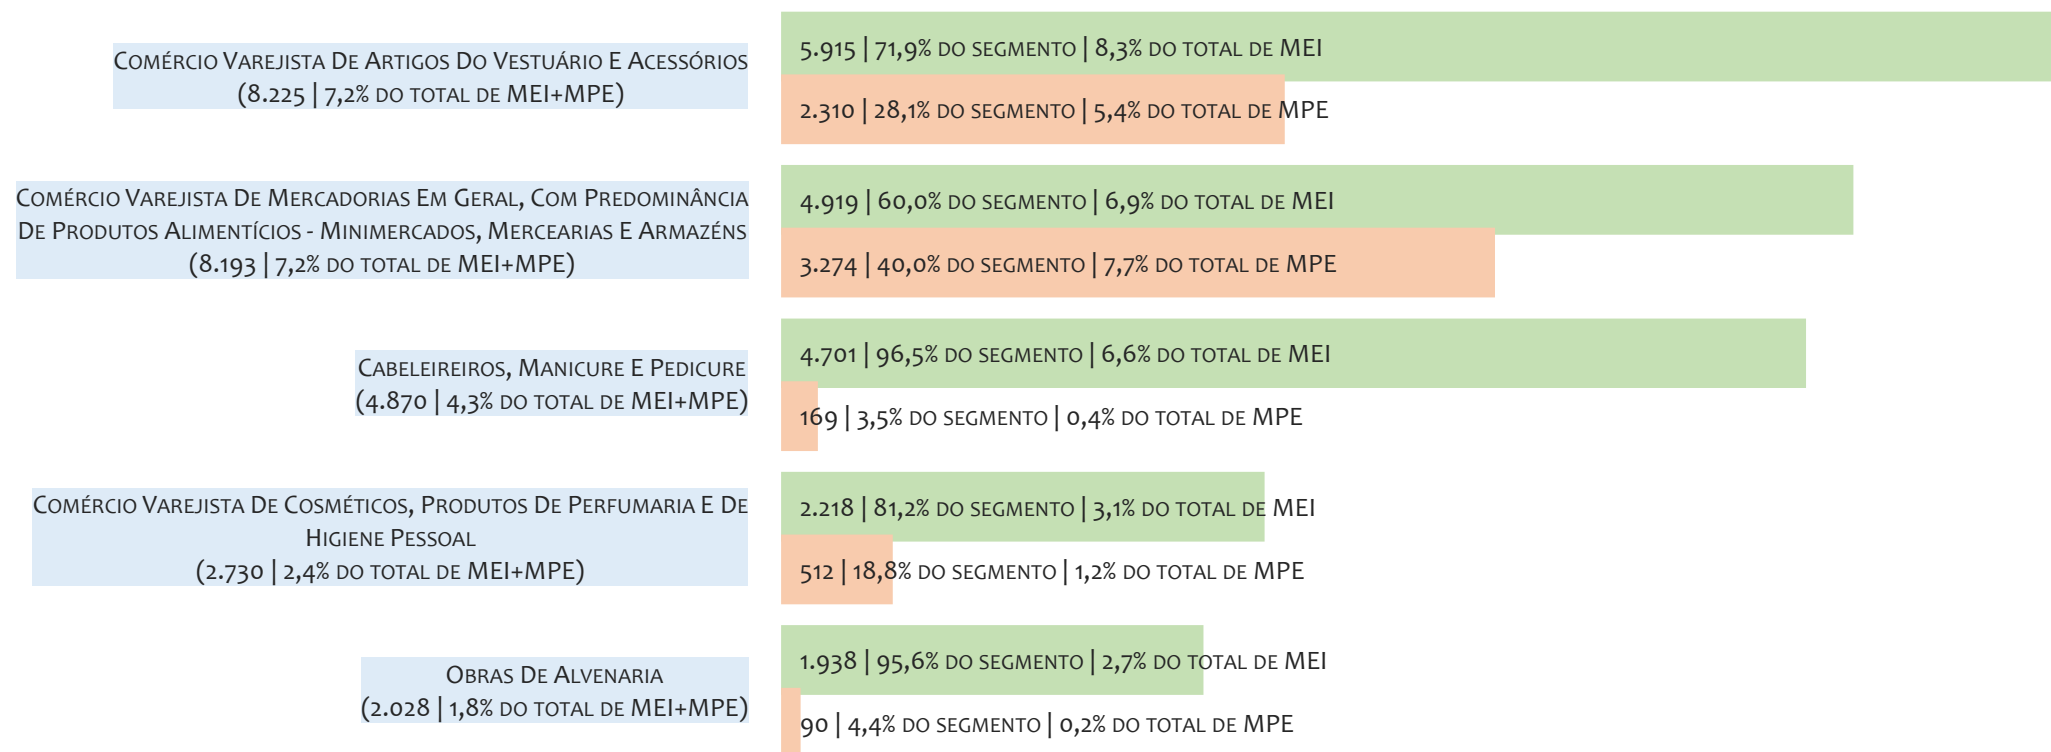 Comércio Varejista De Artigos Do Vestuário E Acessórios
(8.225 | 7,2% do total de MEI+MPE)
5.915 | 71,9% do segmento | 8,3% do total de MEI
2.310 | 28,1% do segmento | 5,4% do total de MPE
Comércio Varejista De Mercadorias Em Geral, Com Predominância
De Produtos Alimentícios - Minimercados, Mercearias E Armazéns
(8.193 | 7,2% do total de MEI+MPE)
4.919 | 60,0% do segmento | 6,9% do total de MEI
3.274 | 40,0% do segmento | 7,7% do total de MPE
Cabeleireiros, Manicure E Pedicure
(4.870 | 4,3% do total de MEI+MPE)
4.701 | 96,5% do segmento | 6,6% do total de MEI
169 | 3,5% do segmento | 0,4% do total de MPE
Comércio Varejista De Cosméticos, Produtos De Perfumaria E De
Higiene Pessoal
(2.730 | 2,4% do total de MEI+MPE)
2.218 | 81,2% do segmento | 3,1% do total de MEI
512 | 18,8% do segmento | 1,2% do total de MPE
Obras De Alvenaria
(2.028 | 1,8% do total de MEI+MPE)
1.938 | 95,6% do segmento | 2,7% do total de MEI
90 | 4,4% do segmento | 0,2% do total de MPE